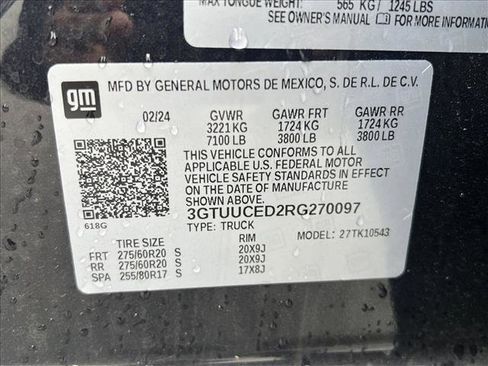 MAX TONGUE WEIGHT: 565 KG / 1245 LBS
SEE OWNER'S MANUAL FOR MORE INFORMATION
gm
MFD BY GENERAL MOTORS DE MEXICO, S. DE R.L. DE C.V.
02/24 GVWR GAWR FRT GAWR RR
3221 KG 1724 KG 1724 KG
7100 LB 3800 LB 3800 LB
THIS VEHICLE CONFORMS TO ALL
APPLICABLE U.S. FEDERAL MOTOR
VEHICLE SAFETY STANDARDS IN EFFECT
ON THE DATE OF MANUFACTURE SHOWN
ABOVE.
3GTUUCED2RG270097
618G TYPE: TRUCK
TIRE SIZE RIM MODEL: 27TK10543
FRT 275/60R20 S 20X9J
RR 275/60R20 S 20X9J
SPA 255/80R17 S 17X8J